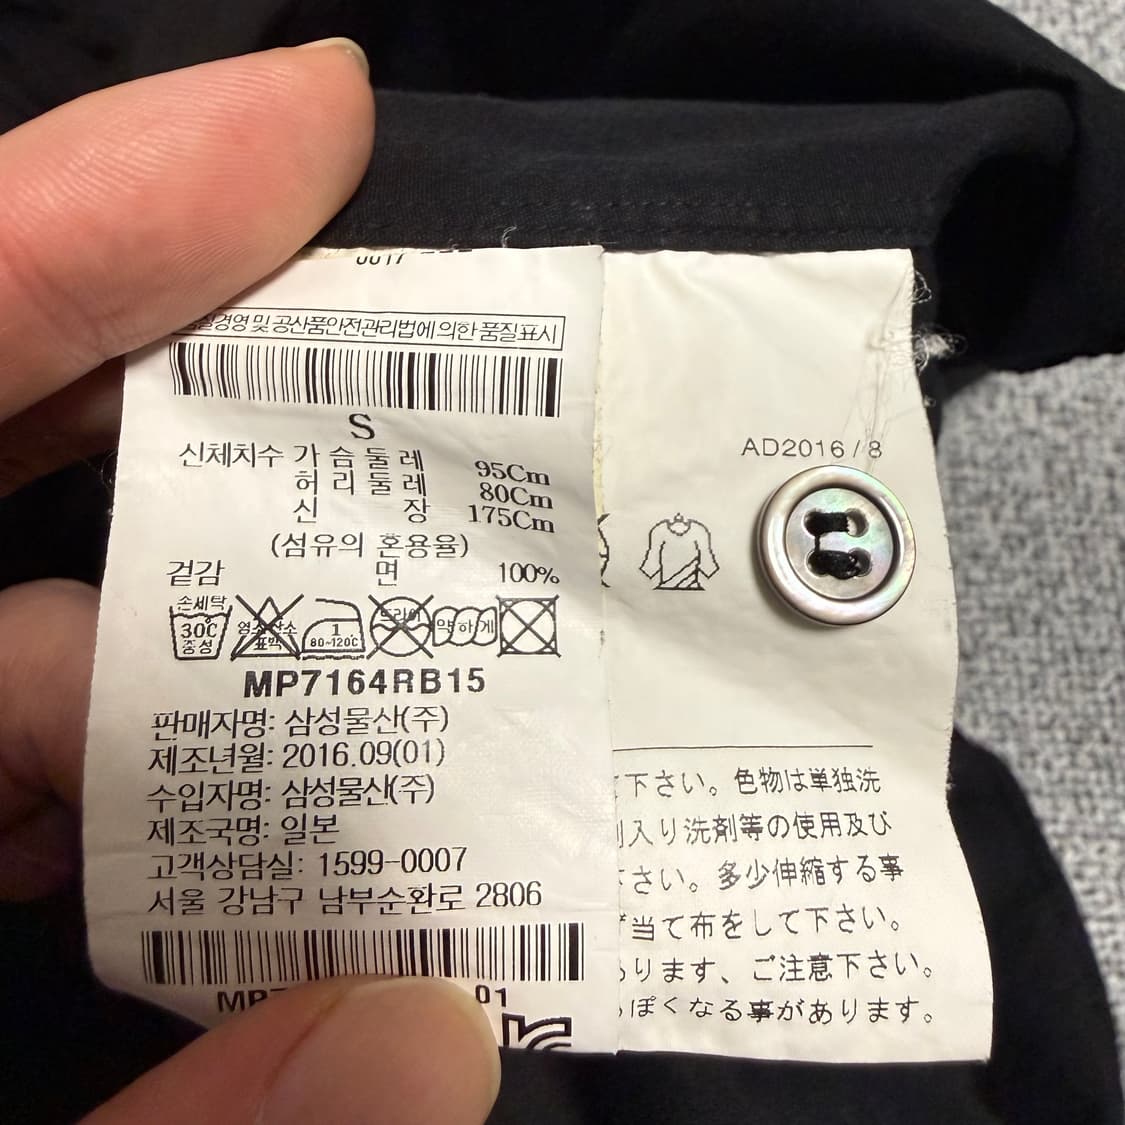 0017
품질경영 및 공산품안전관리법에 의한 품질표시
S
신체치수 가슴둘레 95Cm
허리둘레 80Cm
신 장 175Cm
(섬유의 혼용율)
겉감 면 100%
손세탁
30℃
중성
염소산소
표백
1
80~120℃
드라이
약하게
MP7164RB15
판매자명: 삼성물산(주)
제조년월: 2016.09(01)
수입자명: 삼성물산(주)
제조국명: 일본
고객상담실: 1599-0007
서울 강남구 남부순환로 2806
01
AD2016/8
下さい。色物は単独洗
入り洗剤等の使用及び
さい。多少伸縮する事
当て布をして下さい。
ります、ご注意下さい。
ぽくなる事があります。